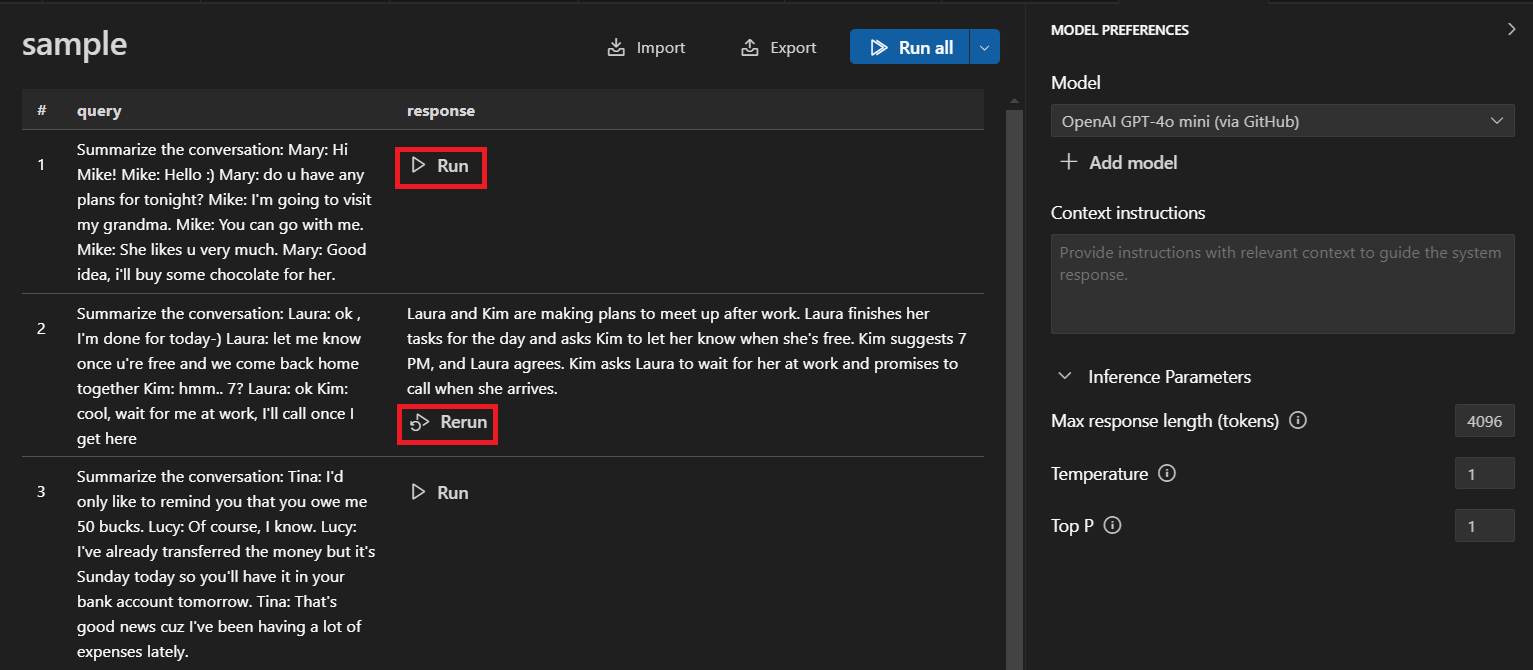 sample
Import
Export
Run all
# query response
1
Summarize the conversation: Mary: Hi
Mike! Mike: Hello :) Mary: do u have any
plans for tonight? Mike: I'm going to visit
my grandma. Mike: You can go with me.
Mike: She likes u very much. Mary: Good
idea, i'll buy some chocolate for her.
Run
2
Summarize the conversation: Laura: ok ,
I'm done for today-) Laura: let me know
once u're free and we come back home
together Kim: hmm.. 7? Laura: ok Kim:
cool, wait for me at work, I'll call once I
get here
Laura and Kim are making plans to meet up after work. Laura finishes her
tasks for the day and asks Kim to let her know when she's free. Kim suggests 7
PM, and Laura agrees. Kim asks Laura to wait for her at work and promises to
call when she arrives.
Rerun
3
Summarize the conversation: Tina: I'd
only like to remind you that you owe me
50 bucks. Lucy: Of course, I know. Lucy:
I've already transferred the money but it's
Sunday today so you'll have it in your
bank account tomorrow. Tina: That's
good news cuz I've been having a lot of
expenses lately.
Run
MODEL PREFERENCES
Model
OpenAI GPT-4o mini (via GitHub)
Add model
Context instructions
Provide instructions with relevant context to guide the system
response.
Inference Parameters
Max response length (tokens) 4096
Temperature 1
Top P 1